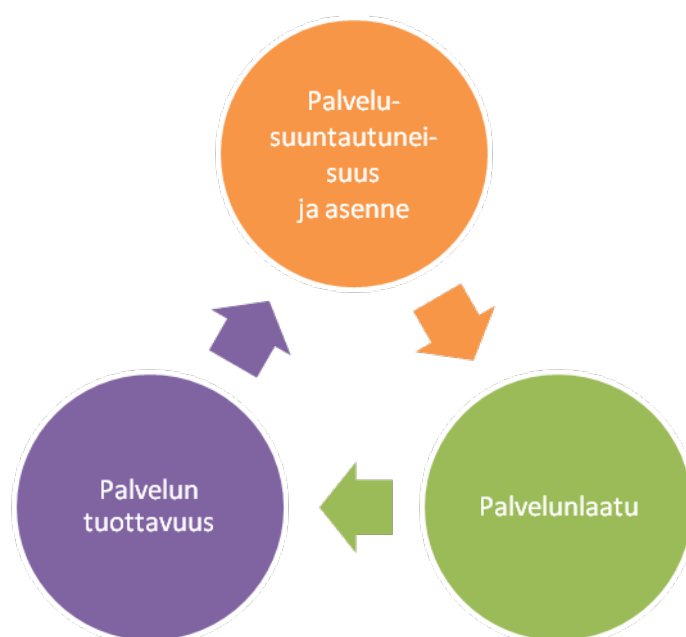 Palvelu-
suuntautunei-
suus
ja asenne
Palvelun
tuottavuus
Palvelunlaatu